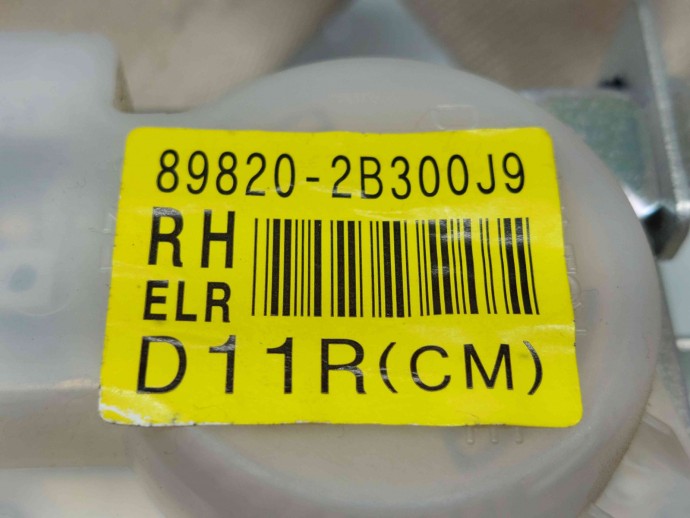 89820-2B300J9
RH
ELR
D11R(CM)